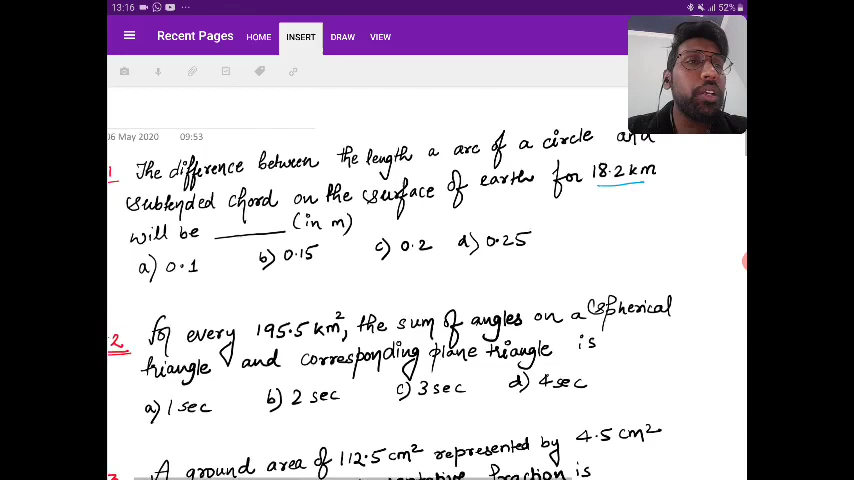 13:16
52%
Recent Pages HOME INSERT DRAW VIEW
06 May 2020 09:53
1 The difference between the length a arc of a circle and
subtended chord on the surface of earth for 18.2 km
will be ______ (in m)
a) 0.1 b) 0.15 c) 0.2 d) 0.25
2 For every 195.5 km², the sum of angles on a spherical
triangle and corresponding plane triangle is
a) 1 sec b) 2 sec c) 3 sec d) 4 sec
3 A ground area of 112.5 cm² represented by 4.5 cm²
fraction is